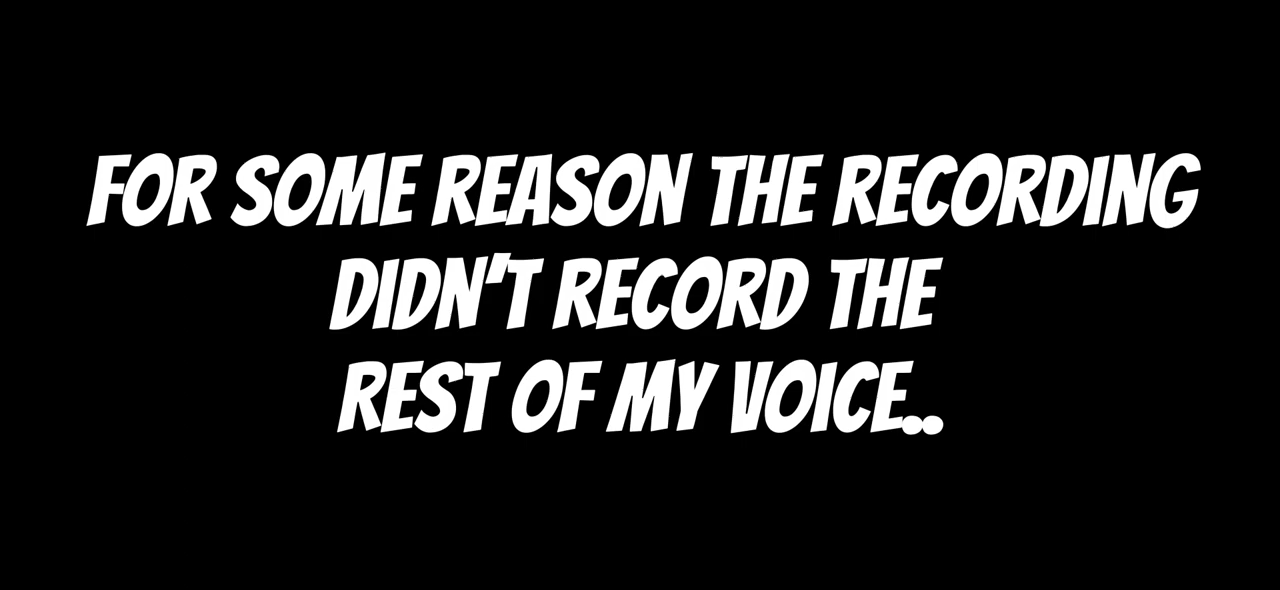 FOR SOME REASON THE RECORDING
DIDN'T RECORD THE
REST OF MY VOICE..